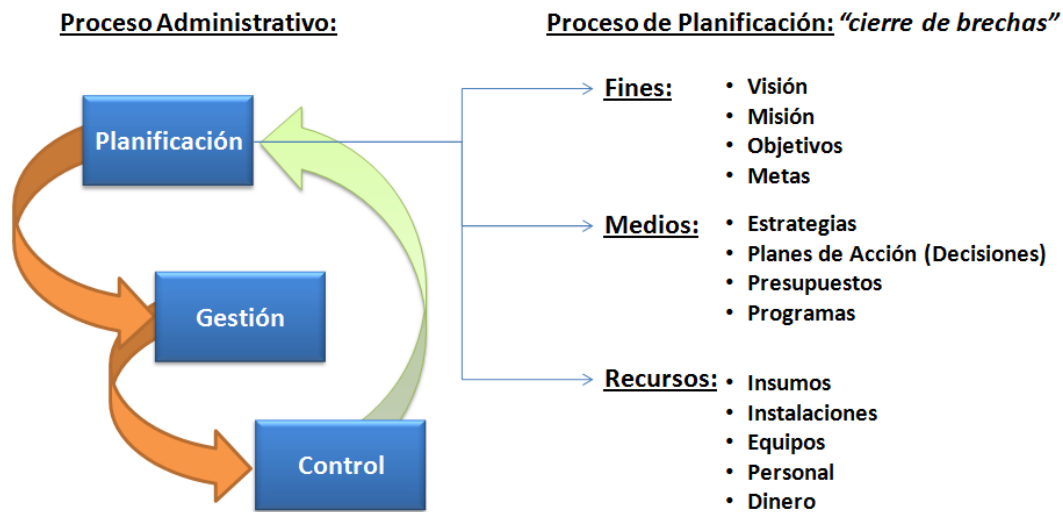 Proceso Administrativo:
Planificación
Gestión
Control
Proceso de Planificación: “cierre de brechas”
Fines:
• Visión
• Misión
• Objetivos
• Metas
Medios:
• Estrategias
• Planes de Acción (Decisiones)
• Presupuestos
• Programas
Recursos:
• Insumos
• Instalaciones
• Equipos
• Personal
• Dinero